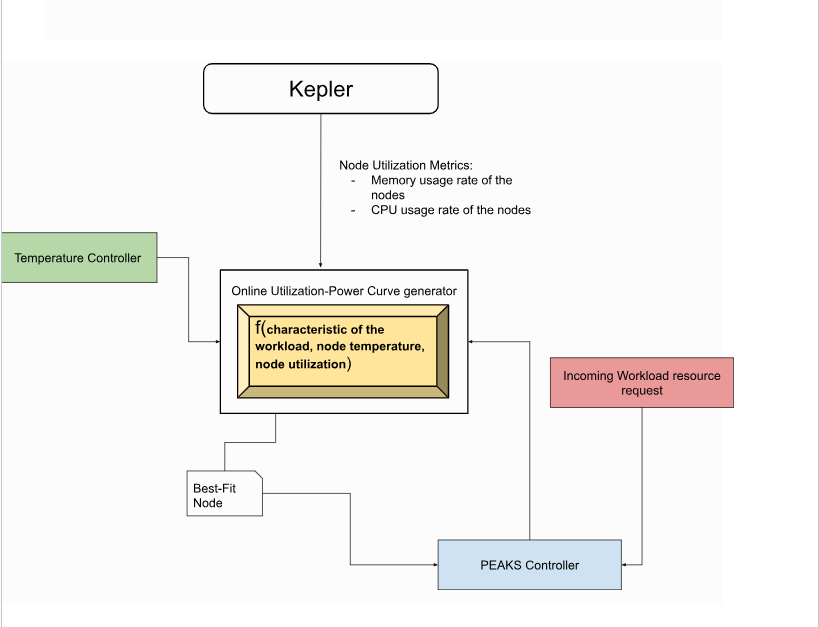 Kepler
Node Utilization Metrics:
- Memory usage rate of the
nodes
- CPU usage rate of the nodes
Temperature Controller
Online Utilization-Power Curve generator
f(characteristic of the
workload, node temperature,
node utilization)
Incoming Workload resource
request
Best-Fit
Node
PEAKS Controller